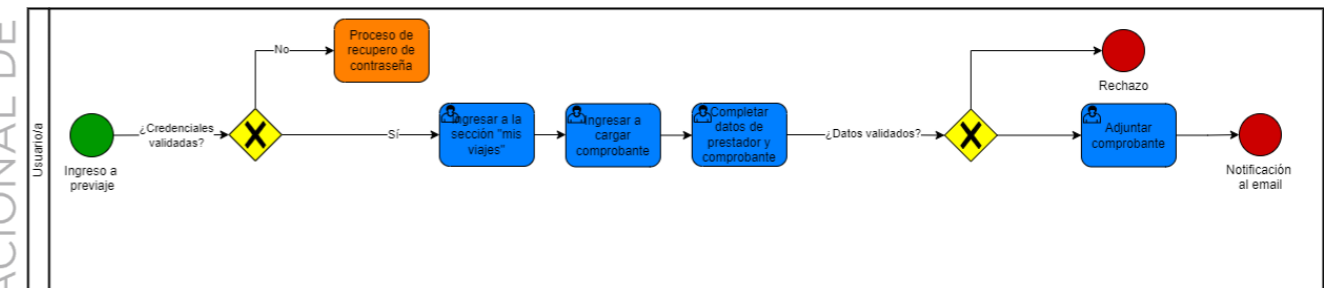 ACIONAL DE
Usuario/a
Ingreso a
previaje
¿Credenciales
validadas?
No
Proceso de
recupero de
contraseña
Sí
Ingresar a la
sección "mis
viajes"
Ingresar a
cargar
comprobante
Completar
datos de
prestador y
comprobante
¿Datos validados?
Rechazo
Adjuntar
comprobante
Notificación
al email